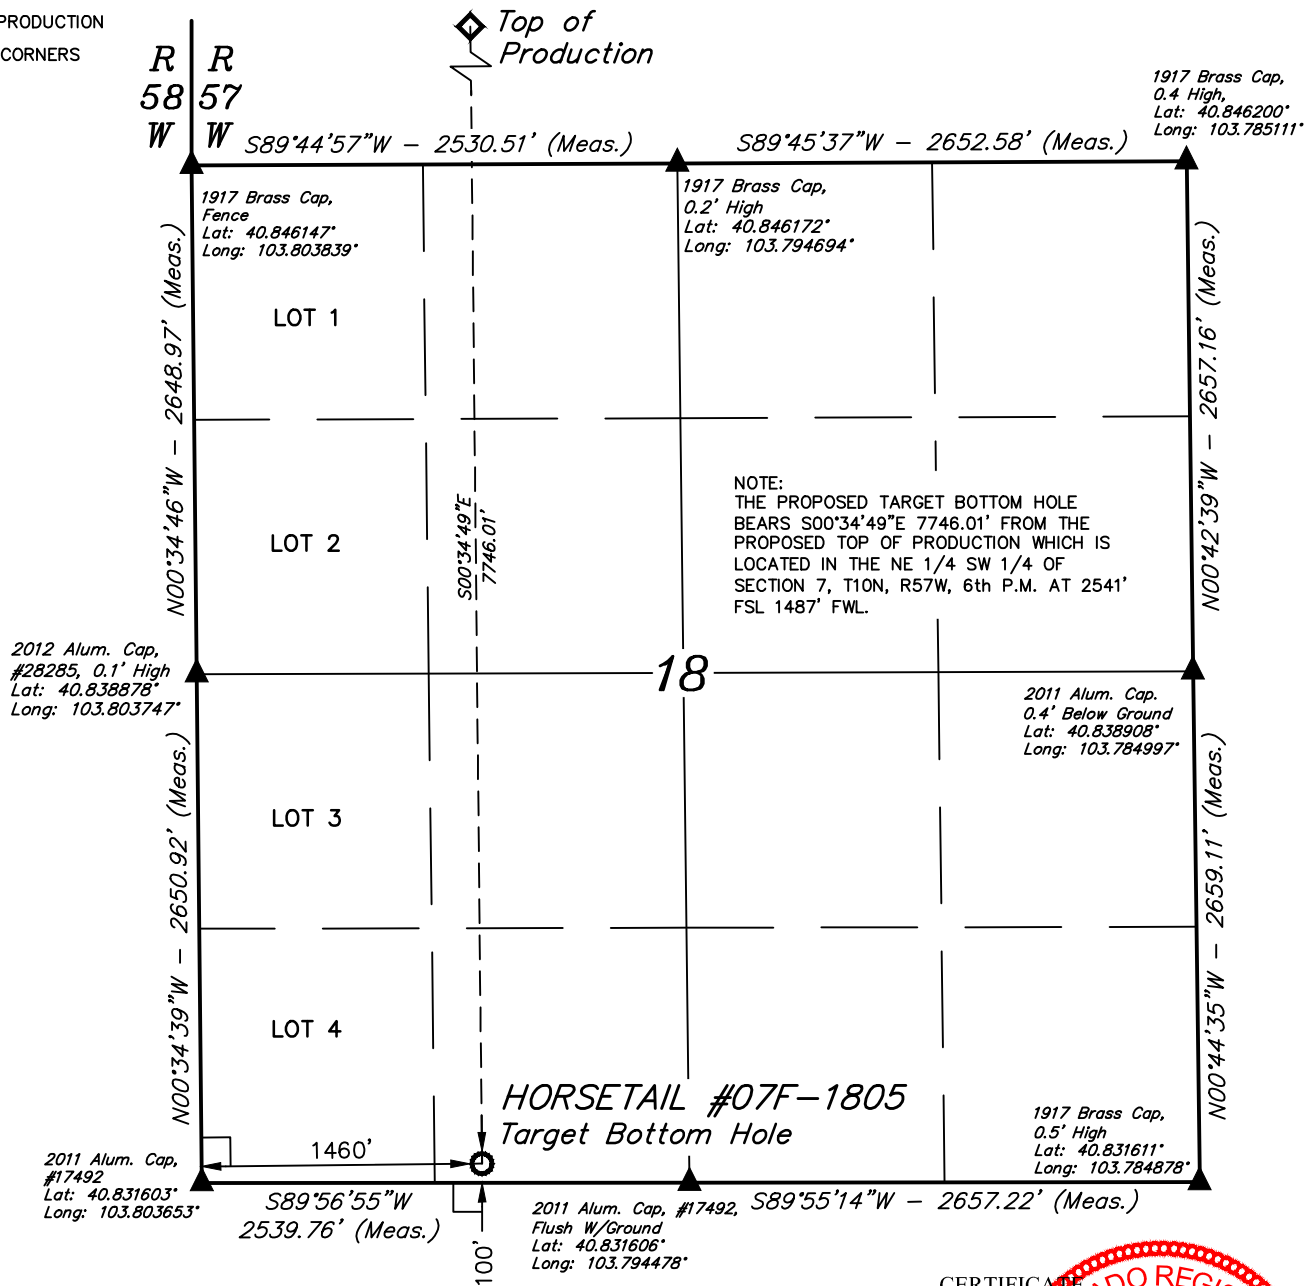 PRODUCTION
CORNERS
R R
58 57
W W
Top of
Production
1917 Brass Cap,
0.4 High,
Lat: 40.846200°
Long: 103.785111°
S89°44'57"W - 2530.51' (Meas.)
S89°45'37"W - 2652.58' (Meas.)
1917 Brass Cap,
Fence
Lat: 40.846147°
Long: 103.803839°
1917 Brass Cap,
0.2' High
Lat: 40.846172°
Long: 103.794694°
N00°34'46"W - 2648.97' (Meas.)
N00°42'39"W - 2657.16' (Meas.)
LOT 1
LOT 2
S00°34'49"E
7746.01'
NOTE:
THE PROPOSED TARGET BOTTOM HOLE
BEARS S00°34'49"E 7746.01' FROM THE
PROPOSED TOP OF PRODUCTION WHICH IS
LOCATED IN THE NE 1/4 SW 1/4 OF
SECTION 7, T10N, R57W, 6th P.M. AT 2541'
FSL 1487' FWL.
2012 Alum. Cap,
#28285, 0.1' High
Lat: 40.838878°
Long: 103.803747°
18
2011 Alum. Cap.
0.4' Below Ground
Lat: 40.838908°
Long: 103.784997°
N00°34'39"W - 2650.92' (Meas.)
N00°44'35"W - 2659.11' (Meas.)
LOT 3
LOT 4
HORSETAIL #07F-1805
Target Bottom Hole
1460'
1917 Brass Cap,
0.5' High
Lat: 40.831611°
Long: 103.784878°
2011 Alum. Cap,
#17492
Lat: 40.831603°
Long: 103.803653°
S89°56'55"W
2539.76' (Meas.)
100'
2011 Alum. Cap, #17492,
Flush W/Ground
Lat: 40.831606°
Long: 103.794478°
S89°55'14"W - 2657.22' (Meas.)
CERTIFICATE
ADO REGIS